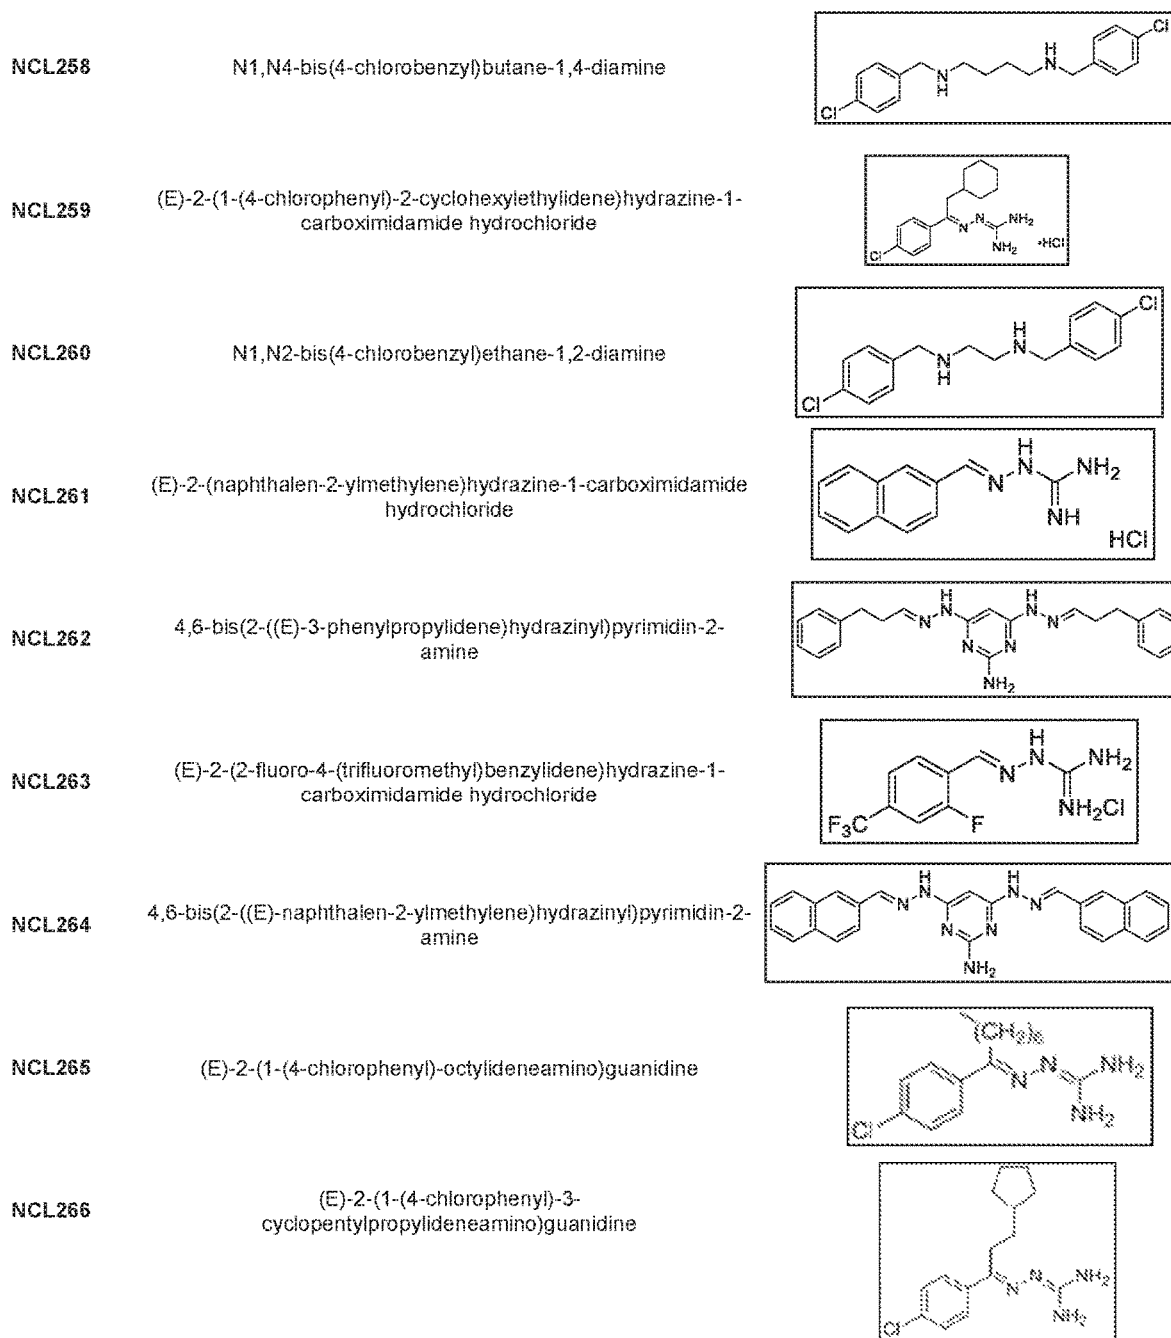 NCL258
N1,N4-bis(4-chlorobenzyl)butane-1,4-diamine
Cl
N
H
H
N
Cl
NCL259
(E)-2-(1-(4-chlorophenyl)-2-cyclohexylethylidene)hydrazine-1-
carboximidamide hydrochloride
Cl
N
N
NH2
NH2
•HCl
NCL260
N1,N2-bis(4-chlorobenzyl)ethane-1,2-diamine
Cl
N
H
H
N
Cl
NCL261
(E)-2-(naphthalen-2-ylmethylene)hydrazine-1-carboximidamide
hydrochloride
H
N
N
NH2
NH
HCl
NCL262
4,6-bis(2-((E)-3-phenylpropylidene)hydrazinyl)pyrimidin-2-
amine
H
N
N
N
N
NH2
H
N
N
NCL263
(E)-2-(2-fluoro-4-(trifluoromethyl)benzylidene)hydrazine-1-
carboximidamide hydrochloride
H
N
N
NH2
NH2Cl
F3C
F
NCL264
4,6-bis(2-((E)-naphthalen-2-ylmethylene)hydrazinyl)pyrimidin-2-
amine
H
N
N
N
N
NH2
H
N
N
NCL265
(E)-2-(1-(4-chlorophenyl)-octylideneamino)guanidine
(CH2)6
N
N
NH2
NH2
Cl
NCL266
(E)-2-(1-(4-chlorophenyl)-3-
cyclopentylpropylideneamino)guanidine
N
N
NH2
NH2
Cl